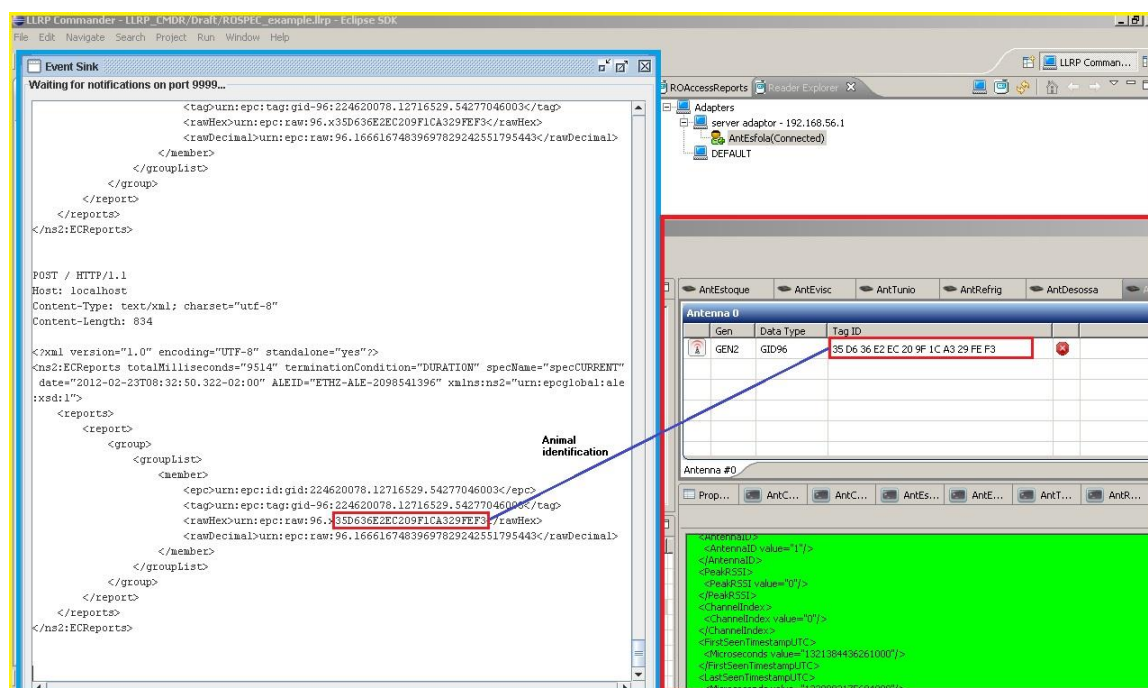 LLRP Commander - LLRP_CMDR/Draft/ROSPEC_example.llrp - Eclipse SDK
File Edit Navigate Search Project Run Window Help
LLRP Comman...
Event Sink
Waiting for notifications on port 9999...
<tag>urn:epc:tag:gid-96:224620078.12716529.54277046003</tag>
<rawHex>urn:epc:raw:96.x35D636E2EC209F1CA329FEF3</rawHex>
<rawDecimal>urn:epc:raw:96.16661674839697829242551795443</rawDecimal>
</member>
</groupList>
</group>
</report>
</reports>
</ns2:ECReports>
POST / HTTP/1.1
Host: localhost
Content-Type: text/xml; charset="utf-8"
Content-Length: 834
<?xml version="1.0" encoding="UTF-8" standalone="yes"?>
<ns2:ECReports totalMilliseconds="9514" terminationCondition="DURATION" specName="specCURRENT"
date="2012-02-23T08:32:50.322-02:00" ALEID="ETHZ-ALE-2098541396" xmlns:ns2="urn:epcglobal:ale
:xsd:1">
<reports>
<report>
<group>
<groupList>
<member>
<epc>urn:epc:id:gid:224620078.12716529.54277046003</epc>
<tag>urn:epc:tag:gid-96:224620078.12716529.54277046003</tag>
<rawHex>urn:epc:raw:96.x35D636E2EC209F1CA329FEF3</rawHex>
<rawDecimal>urn:epc:raw:96.16661674839697829242551795443</rawDecimal>
</member>
</groupList>
</group>
</report>
</reports>
</ns2:ECReports>
Animal
identification
ROAccessReports Reader Explorer
Adapters
server adaptor - 192.168.56.1
AntEsfola(Connected)
DEFAULT
AntEstoque AntEvisc AntTunio AntRefrig AntDesossa
Antenna 0
Gen Data Type Tag ID
GEN2 GID96 35 D6 36 E2 EC 20 9F 1C A3 29 FE F3
Antenna #0
Prop... AntC... AntC... AntEs... AntE... AntT... AntR...
<AntennaID>
<AntennaID value="1"/>
</AntennaID>
<PeakRSSI>
<PeakRSSI value="0"/>
</PeakRSSI>
<ChannelIndex>
<ChannelIndex value="0"/>
</ChannelIndex>
<FirstSeenTimestampUTC>
<Microseconds value="1321384436261000"/>
</FirstSeenTimestampUTC>
<LastSeenTimestampUTC>